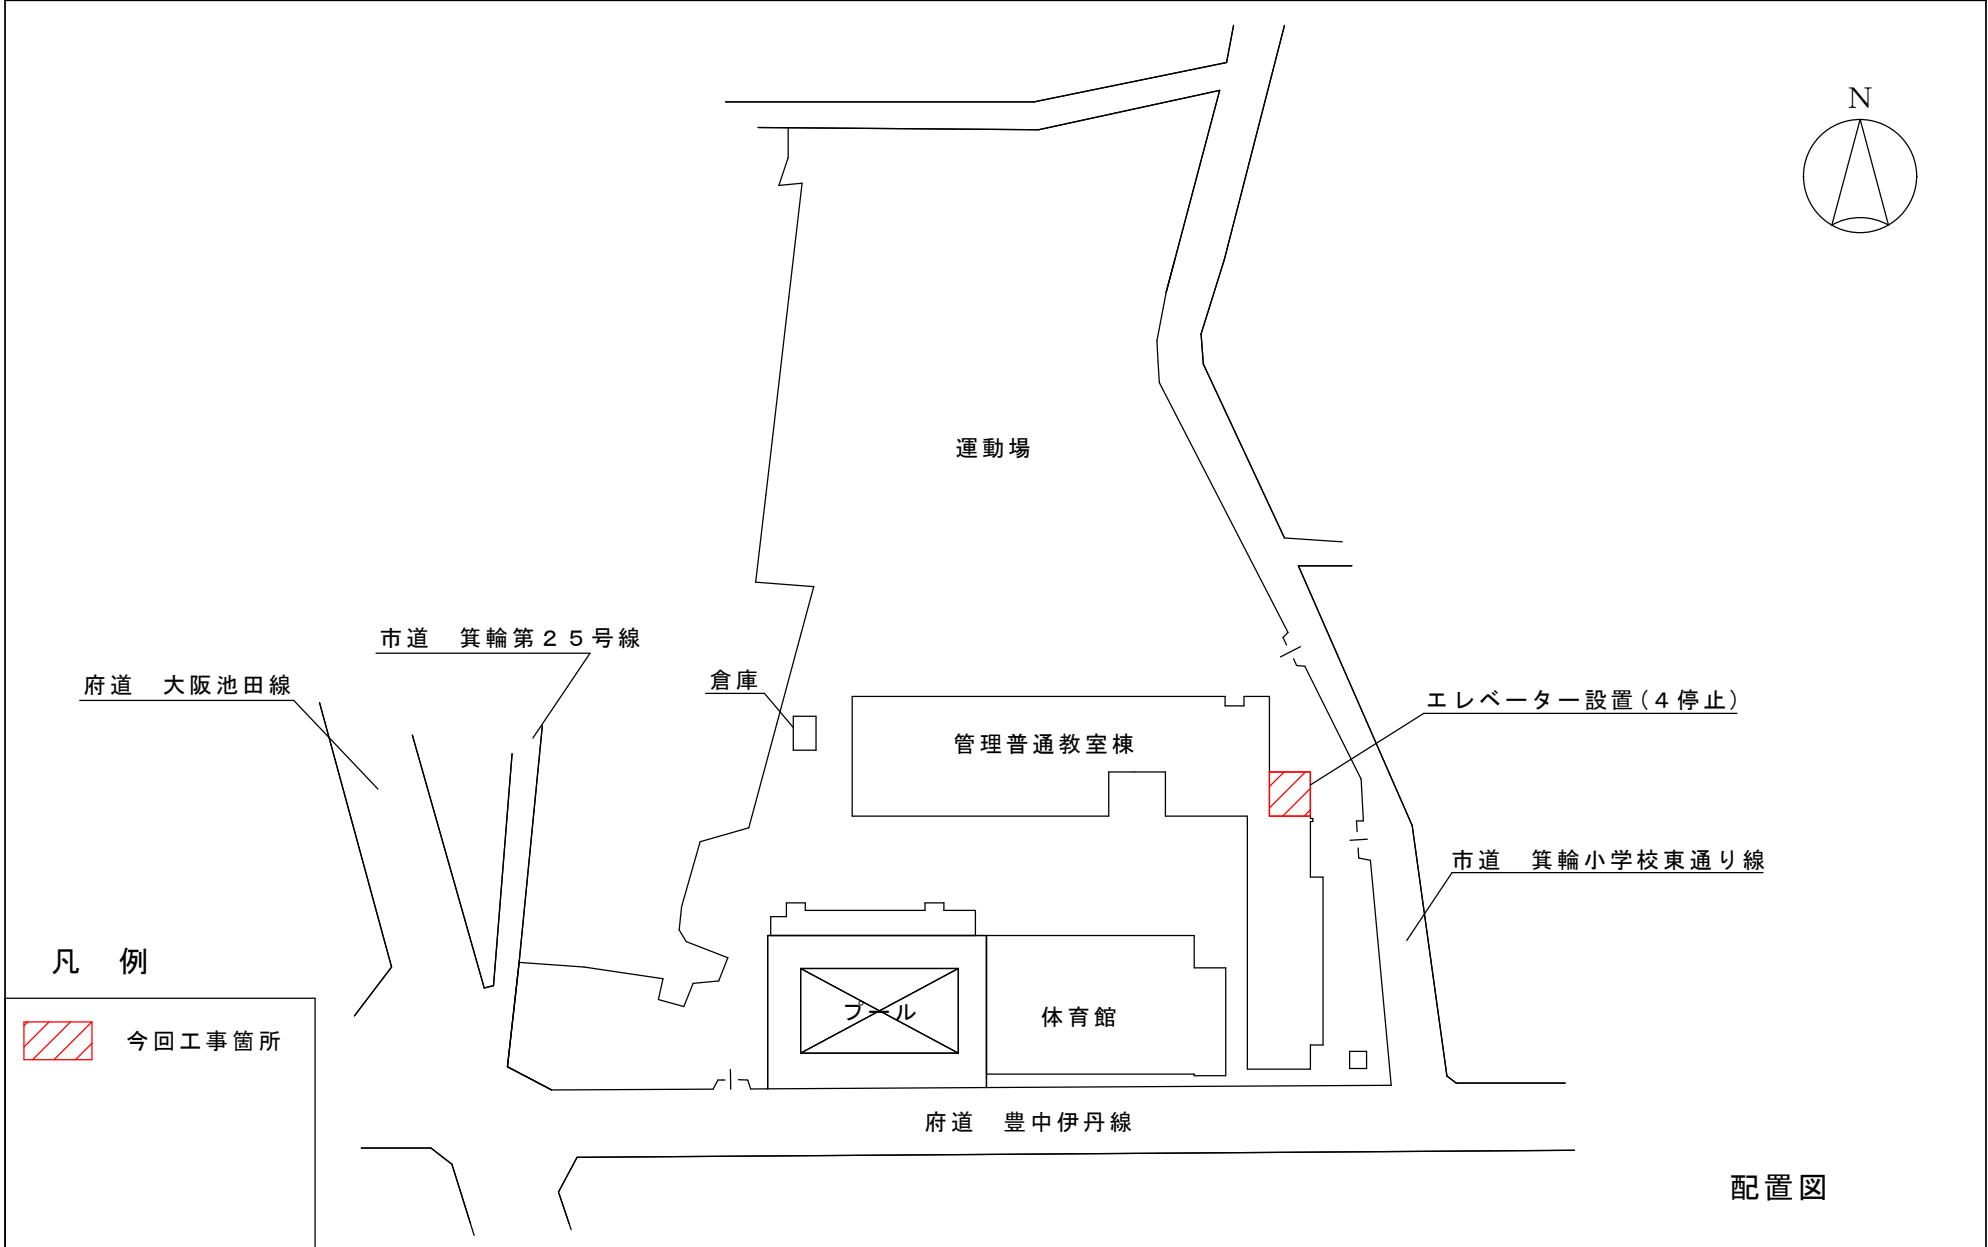 N
運動場
市道　箕輪第２５号線
府道　大阪池田線
倉庫
エレベーター設置(４停止)
管理普通教室棟
市道　箕輪小学校東通り線
凡　例
今回工事箇所
プール
体育館
府道　豊中伊丹線
配置図